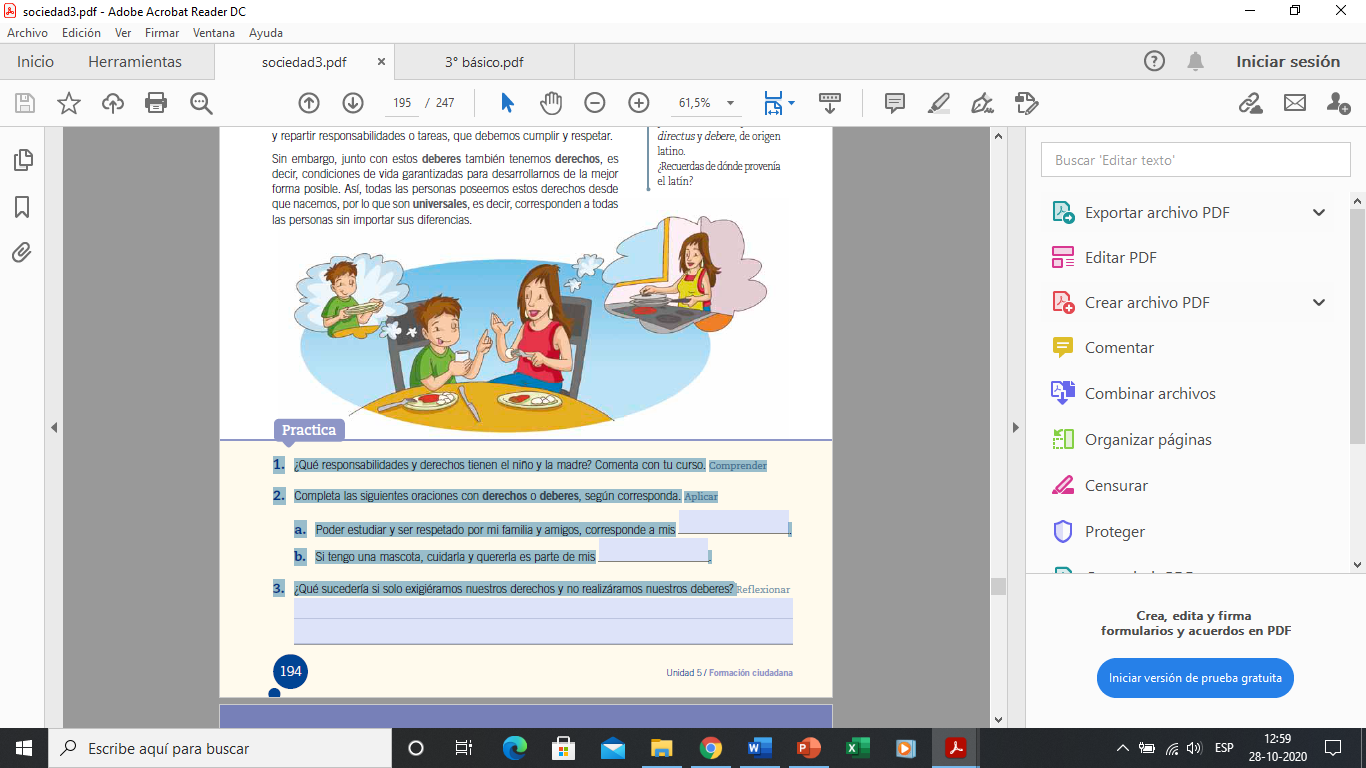 sociedad3.pdf - Adobe Acrobat Reader DC
Archivo Edición Ver Firmar Ventana Ayuda
Inicio Herramientas sociedad3.pdf × 3° básico.pdf Iniciar sesión
195 / 247 61,5%
y repartir responsabilidades o tareas, que debemos cumplir y respetar.
Sin embargo, junto con estos deberes también tenemos derechos, es
decir, condiciones de vida garantizadas para desarrollarnos de la mejor
forma posible. Así, todas las personas poseemos estos derechos desde
que nacemos, por lo que son universales, es decir, corresponden a todas
las personas sin importar sus diferencias.
directus y debere, de origen
latino.
¿Recuerdas de dónde provenía
el latín?
Practica
1. ¿Qué responsabilidades y derechos tienen el niño y la madre? Comenta con tu curso. Comprender
2. Completa las siguientes oraciones con derechos o deberes, según corresponda. Aplicar
a. Poder estudiar y ser respetado por mi familia y amigos, corresponde a mis .
b. Si tengo una mascota, cuidarla y quererla es parte de mis .
3. ¿Qué sucedería si solo exigiéramos nuestros derechos y no realizáramos nuestros deberes? Reflexionar
194
Unidad 5 / Formación ciudadana
Buscar 'Editar texto'
Exportar archivo PDF
Editar PDF
Crear archivo PDF
Comentar
Combinar archivos
Organizar páginas
Censurar
Proteger
Crea, edita y firma
formularios y acuerdos en PDF
Iniciar versión de prueba gratuita
Escribe aquí para buscar
ESP
12:59
28-10-2020